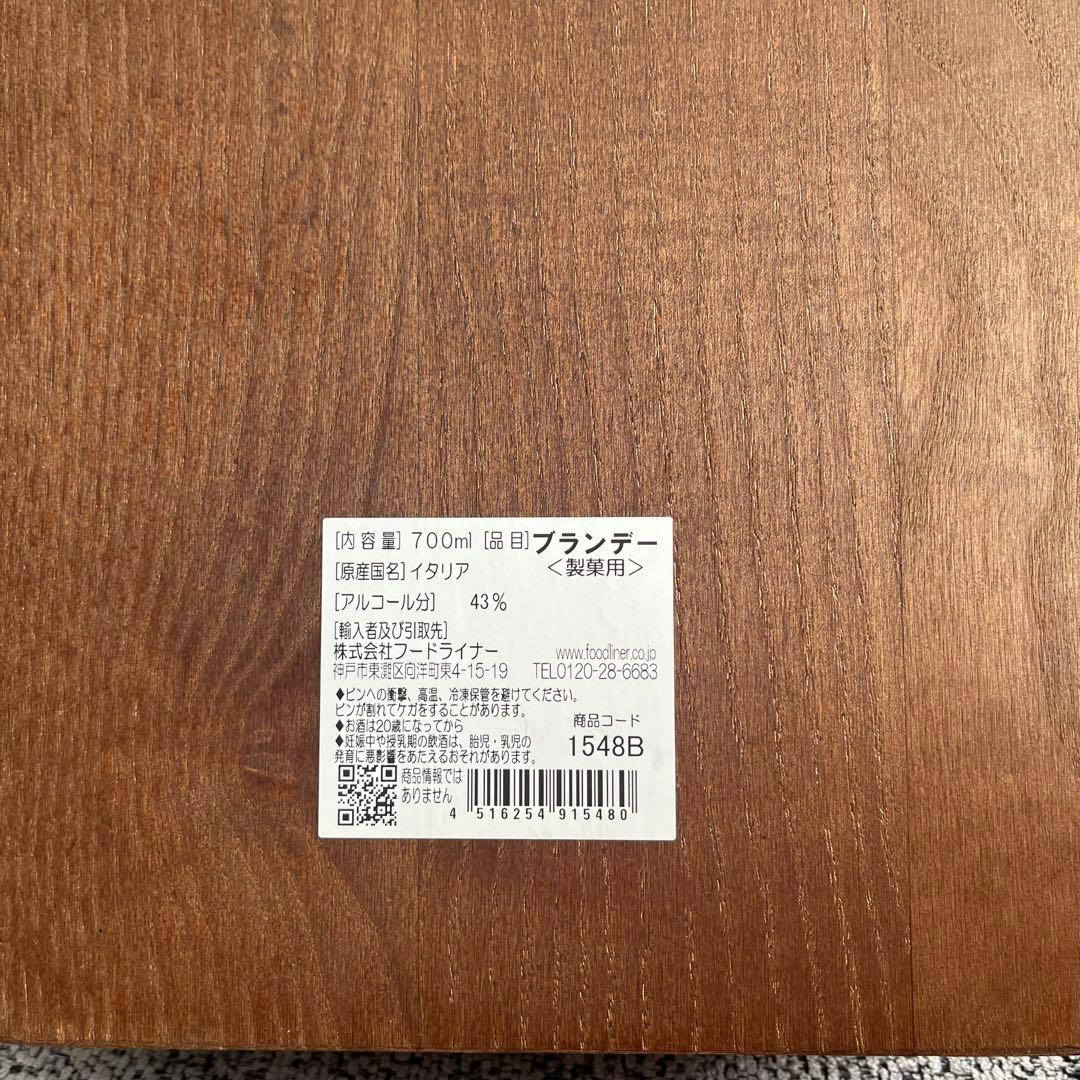 [内容量] 700ml [品目]ブランデー
[原産国名]イタリア <製菓用>
[アルコール分] 43%
[輸入者及び引取先]
株式会社フードライナー www.foodliner.co.jp
神戸市東灘区向洋町東4-15-19 TEL0120-28-6683
♦ビンへの衝撃、高温、冷凍保管を避けてください。
ビンが割れてケガをすることがあります。
♦お酒は20歳になってから
♦妊娠中や授乳期の飲酒は、胎児・乳児の
発育に悪影響をあたえるおそれがあります。
商品コード
1548B
商品情報では
ありません
4 516254 915480